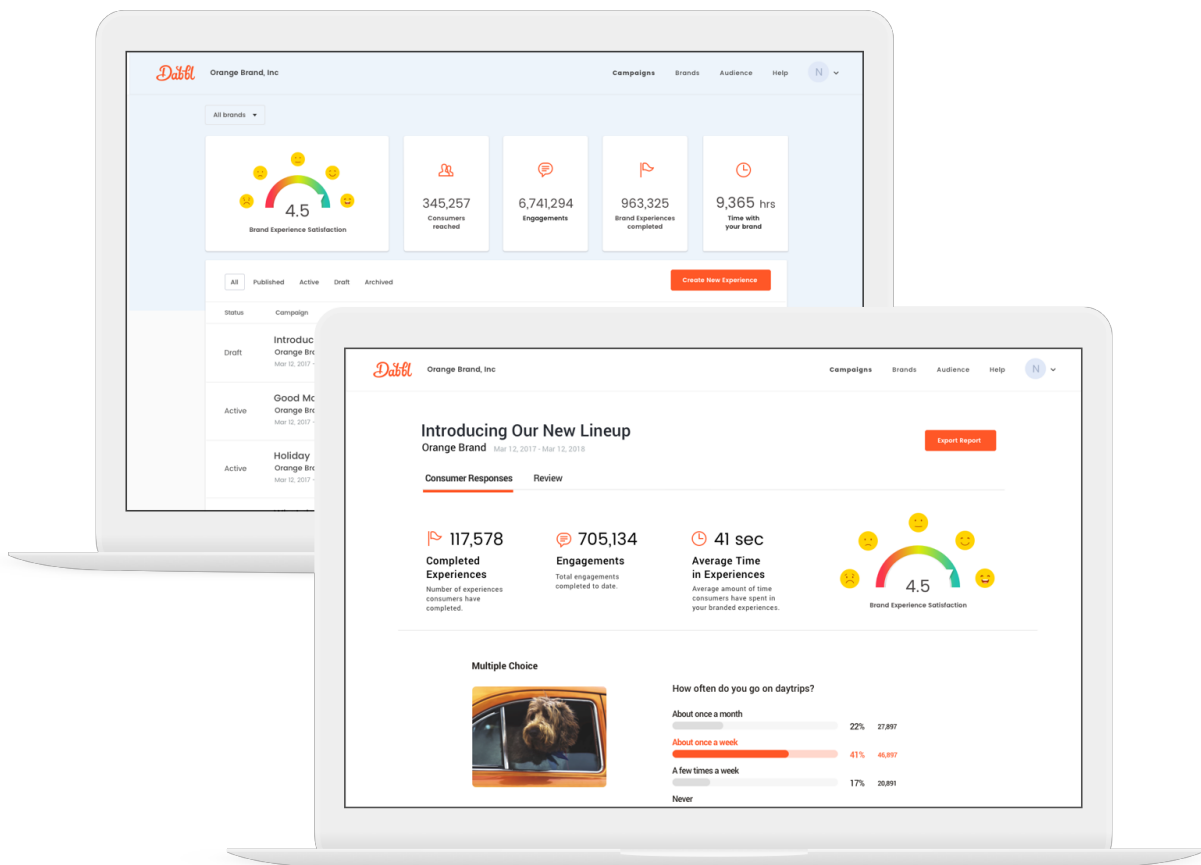 Dabbl
Orange Brand, Inc
Campaigns
Brands
Audience
Help
N
All brands
4.5
Brand Experience Satisfaction
345,257
Consumers
reached
6,741,294
Engagements
963,325
Brand Experiences
completed
9,365 hrs
Time with
your brand
All
Published
Active
Draft
Archived
Create New Experience
Status
Campaign
Draft
Introduc
Orange Bra
Mar 12, 2017 -
Active
Good Mo
Orange Bra
Mar 12, 2017 -
Active
Holiday
Orange Bra
Mar 12, 2017 -
Dabbl
Orange Brand, Inc
Campaigns
Brands
Audience
Help
N
Introducing Our New Lineup
Orange Brand Mar 12, 2017 - Mar 12, 2018
Export Report
Consumer Responses
Review
117,578
Completed
Experiences
Number of experiences
consumers have
completed.
705,134
Engagements
Total engagements
completed to date.
41 sec
Average Time
in Experiences
Average amount of time
consumers have spent in
your branded experiences.
4.5
Brand Experience Satisfaction
Multiple Choice
How often do you go on daytrips?
About once a month
22% 27,897
About once a week
41% 46,897
A few times a week
17% 20,891
Never